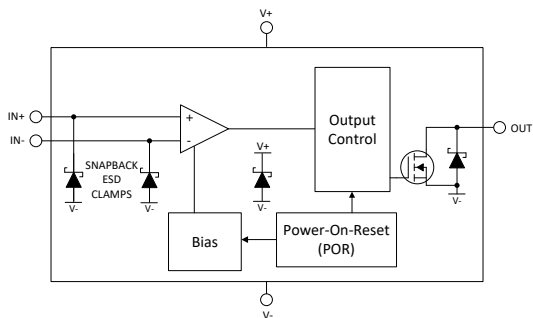 V+
IN+
IN-
+
-
SNAPBACK
ESD
CLAMPS
V-
V-
V+
V-
Output
Control
OUT
V-
Bias
Power-On-Reset
(POR)
V-